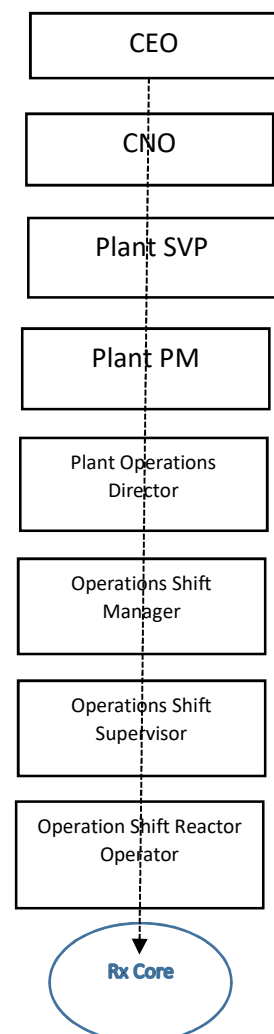 CEO
CNO
Plant SVP
Plant PM
Plant Operations
Director
Operations Shift
Manager
Operations Shift
Supervisor
Operation Shift Reactor
Operator
Rx Core